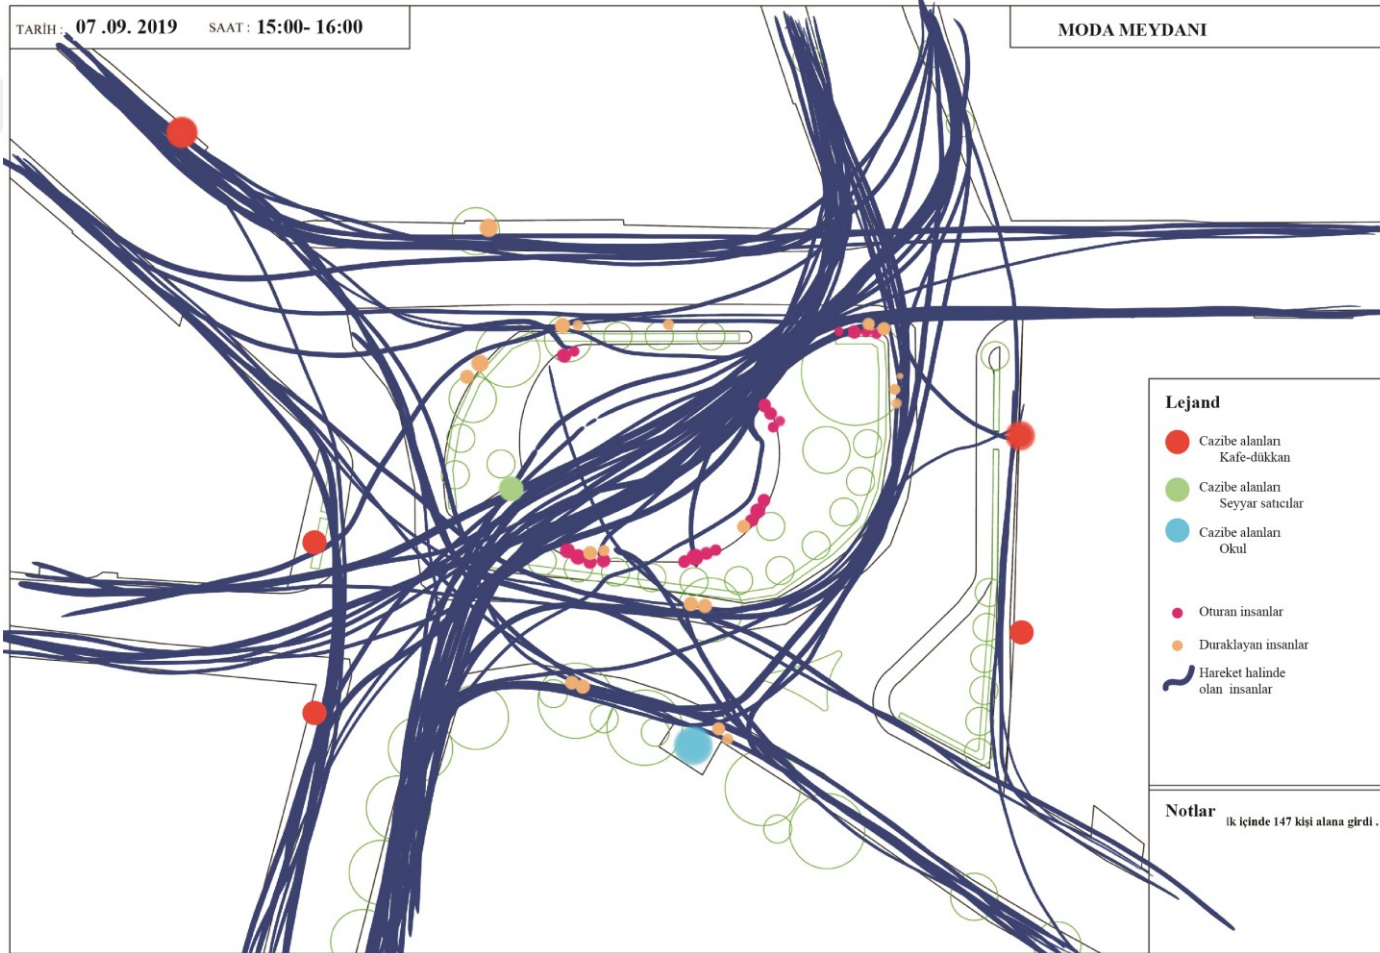 TARİH : 07 .09. 2019 SAAT : 15:00- 16:00
MODA MEYDANI
Lejand
Cazibe alanları
Kafe-dükkan
Cazibe alanları
Seyyar satıcılar
Cazibe alanları
Okul
Oturan insanlar
Duraklayan insanlar
Hareket halinde
olan insanlar
Notlar
içinde 147 kişi alana girdi .